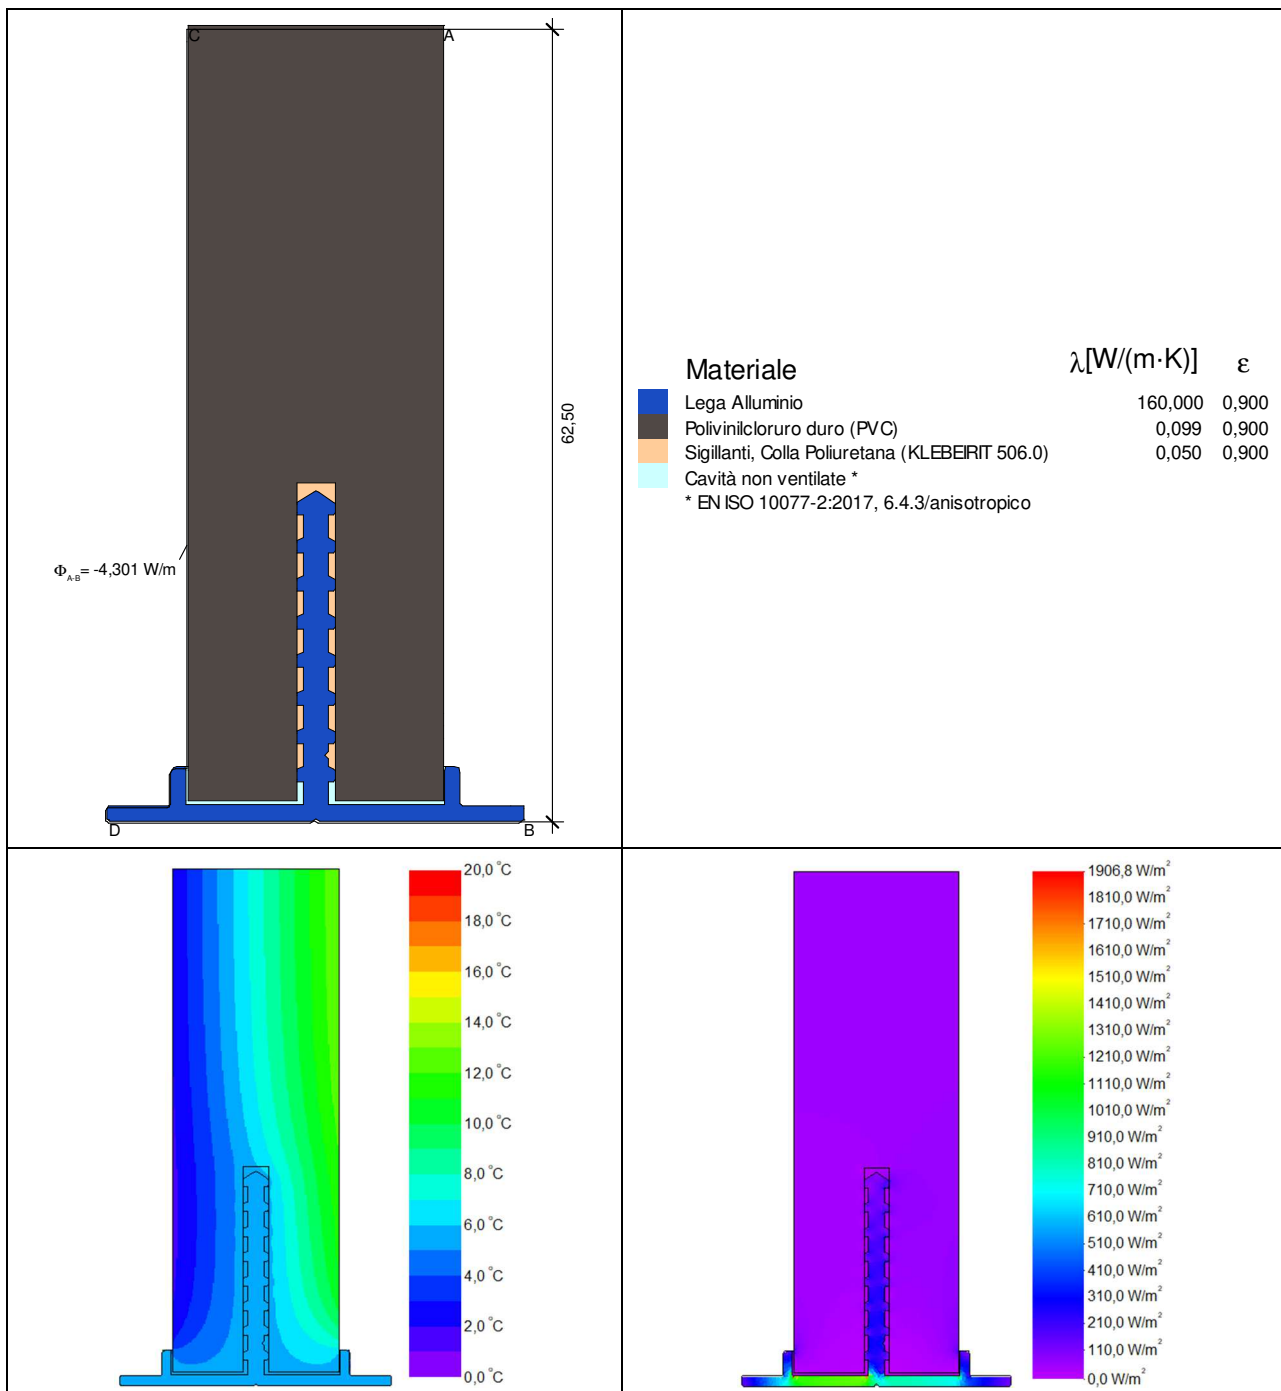 C
A
62,50
ΦA-B= -4,301 W/m
D
B
Materiale λ[W/(m·K)] ε
Lega Alluminio 160,000 0,900
Polivinilcloruro duro (PVC) 0,099 0,900
Sigillanti, Colla Poliuretana (KLEBEIRIT 506.0) 0,050 0,900
Cavità non ventilate *
* EN ISO 10077-2:2017, 6.4.3/anisotropico
20,0 °C
18,0 °C
16,0 °C
14,0 °C
12,0 °C
10,0 °C
8,0 °C
6,0 °C
4,0 °C
2,0 °C
0,0 °C
1906,8 W/m²
1810,0 W/m²
1710,0 W/m²
1610,0 W/m²
1510,0 W/m²
1410,0 W/m²
1310,0 W/m²
1210,0 W/m²
1110,0 W/m²
1010,0 W/m²
910,0 W/m²
810,0 W/m²
710,0 W/m²
610,0 W/m²
510,0 W/m²
410,0 W/m²
310,0 W/m²
210,0 W/m²
110,0 W/m²
0,0 W/m²